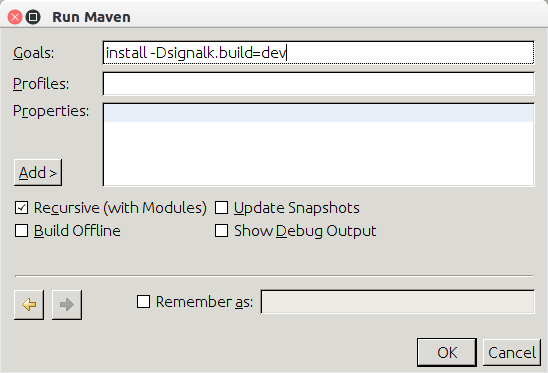 Run Maven
Goals: install -Dsignalk.build=dev
Profiles:
Properties:
Add >
Recursive (with Modules) Update Snapshots
Build Offline Show Debug Output
Remember as:
OK Cancel